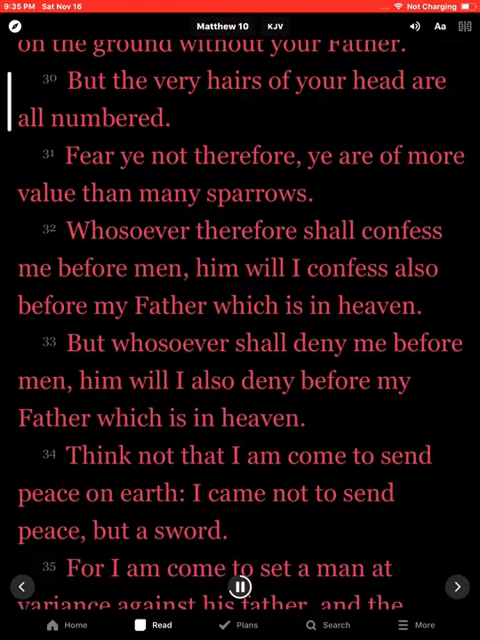 9:35 PM Sat Nov 16 Not Charging
Matthew 10 KJV Aa
on the ground without your Father.
30 But the very hairs of your head are
all numbered.
31 Fear ye not therefore, ye are of more
value than many sparrows.
32 Whosoever therefore shall confess
me before men, him will I confess also
before my Father which is in heaven.
33 But whosoever shall deny me before
men, him will I also deny before my
Father which is in heaven.
34 Think not that I am come to send
peace on earth: I came not to send
peace, but a sword.
35 For I am come to set a man at
variance against his father, and the
Home Read Plans Search More